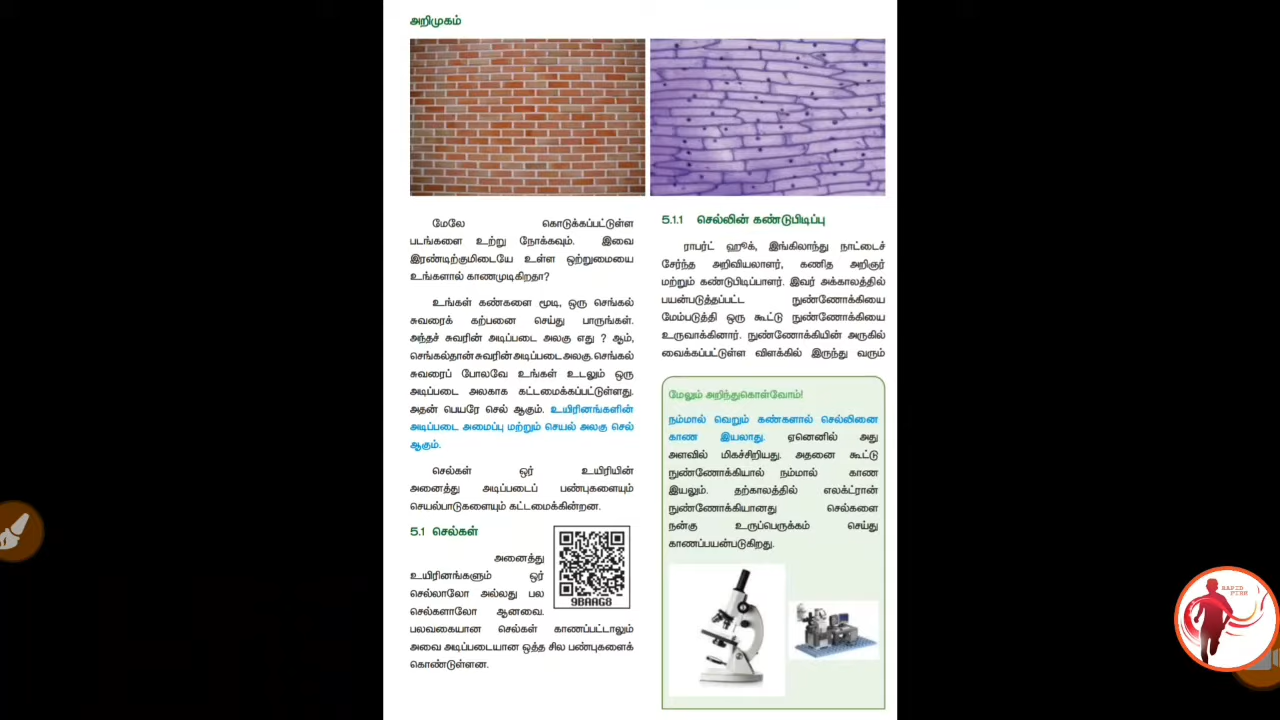 அறிமுகம்
மேலே கொடுக்கப்பட்டுள்ள
படங்களை உற்று நோக்கவும். இவை
இரண்டிற்குமிடையே உள்ள ஒற்றுமையை
உங்களால் காணமுடிகிறதா?
உங்கள் கண்களை மூடி, ஒரு செங்கல்
சுவரைக் கற்பனை செய்து பாருங்கள்.
அந்தச் சுவரின் அடிப்படை அலகு எது ? ஆம்,
செங்கல்தான் சுவரின் அடிப்படை அலகு. செங்கல்
சுவரைப் போலவே உங்கள் உடலும் ஒரு
அடிப்படை அலகாக கட்டமைக்கப்பட்டுள்ளது.
அதன் பெயரே செல் ஆகும். உயிரினங்களின்
அடிப்படை அமைப்பு மற்றும் செயல் அலகு செல்
ஆகும்.
செல்கள் ஒர் உயிரியின்
அனைத்து அடிப்படைப் பண்புகளையும்
செயல்பாடுகளையும் கட்டமைக்கின்றன.
5.1 செல்கள்
அனைத்து
உயிரினங்களும் ஒர்
செல்லாலோ அல்லது பல
செல்களாலோ ஆனவை.
பலவகையான செல்கள் காணப்பட்டாலும்
அவை அடிப்படையான ஒத்த சில பண்புகளைக்
கொண்டுள்ளன.
9BAAG8
5.1.1 செல்லின் கண்டுபிடிப்பு
ராபர்ட் ஹூக், இங்கிலாந்து நாட்டைச்
சேர்ந்த அறிவியலாளர், கணித அறிஞர்
மற்றும் கண்டுபிடிப்பாளர். இவர் அக்காலத்தில்
பயன்படுத்தப்பட்ட நுண்ணோக்கியை
மேம்படுத்தி ஒரு கூட்டு நுண்ணோக்கியை
உருவாக்கினார். நுண்ணோக்கியின் அருகில்
வைக்கப்பட்டுள்ள விளக்கில் இருந்து வரும்
மேலும் அறிந்துகொள்வோம்!
நம்மால் வெறும் கண்களால் செல்லினை
காண இயலாது. ஏனெனில் அது
அளவில் மிகச்சிறியது. அதனை கூட்டு
நுண்ணோக்கியால் நம்மால் காண
இயலும். தற்காலத்தில் எலக்ட்ரான்
நுண்ணோக்கியானது செல்களை
நன்கு உருப்பெருக்கம் செய்து
காணப்பயன்படுகிறது.
RAPID